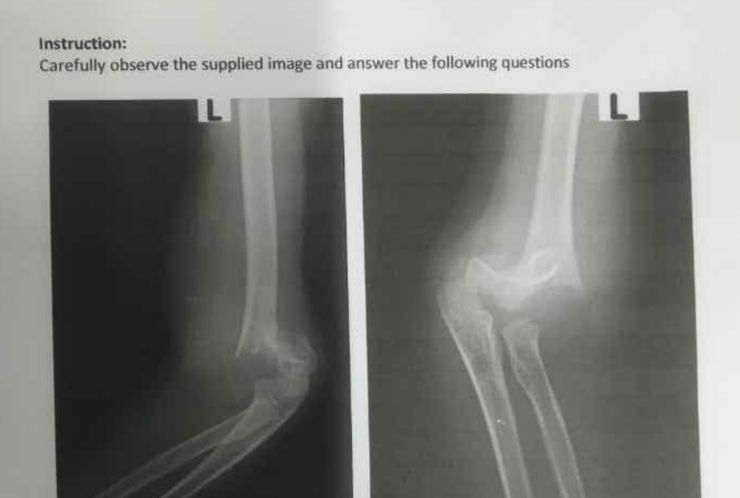 Instruction:
Carefully observe the supplied image and answer the following questions
L
L